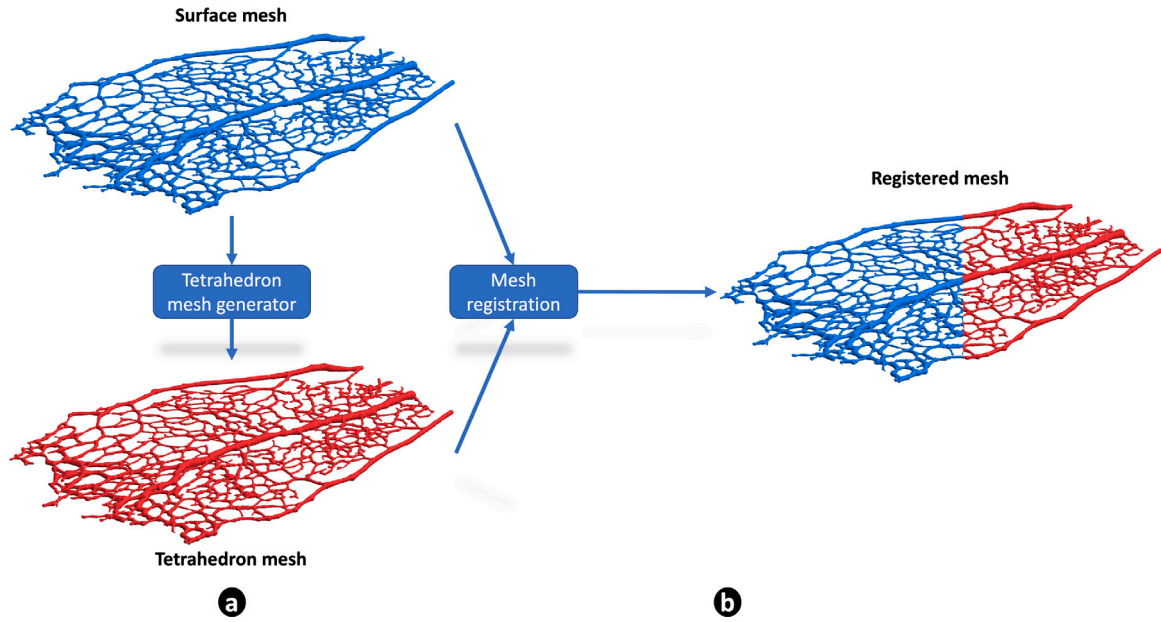 Surface mesh
Registered mesh
Tetrahedron
mesh generator
Mesh
registration
Tetrahedron mesh
a
b